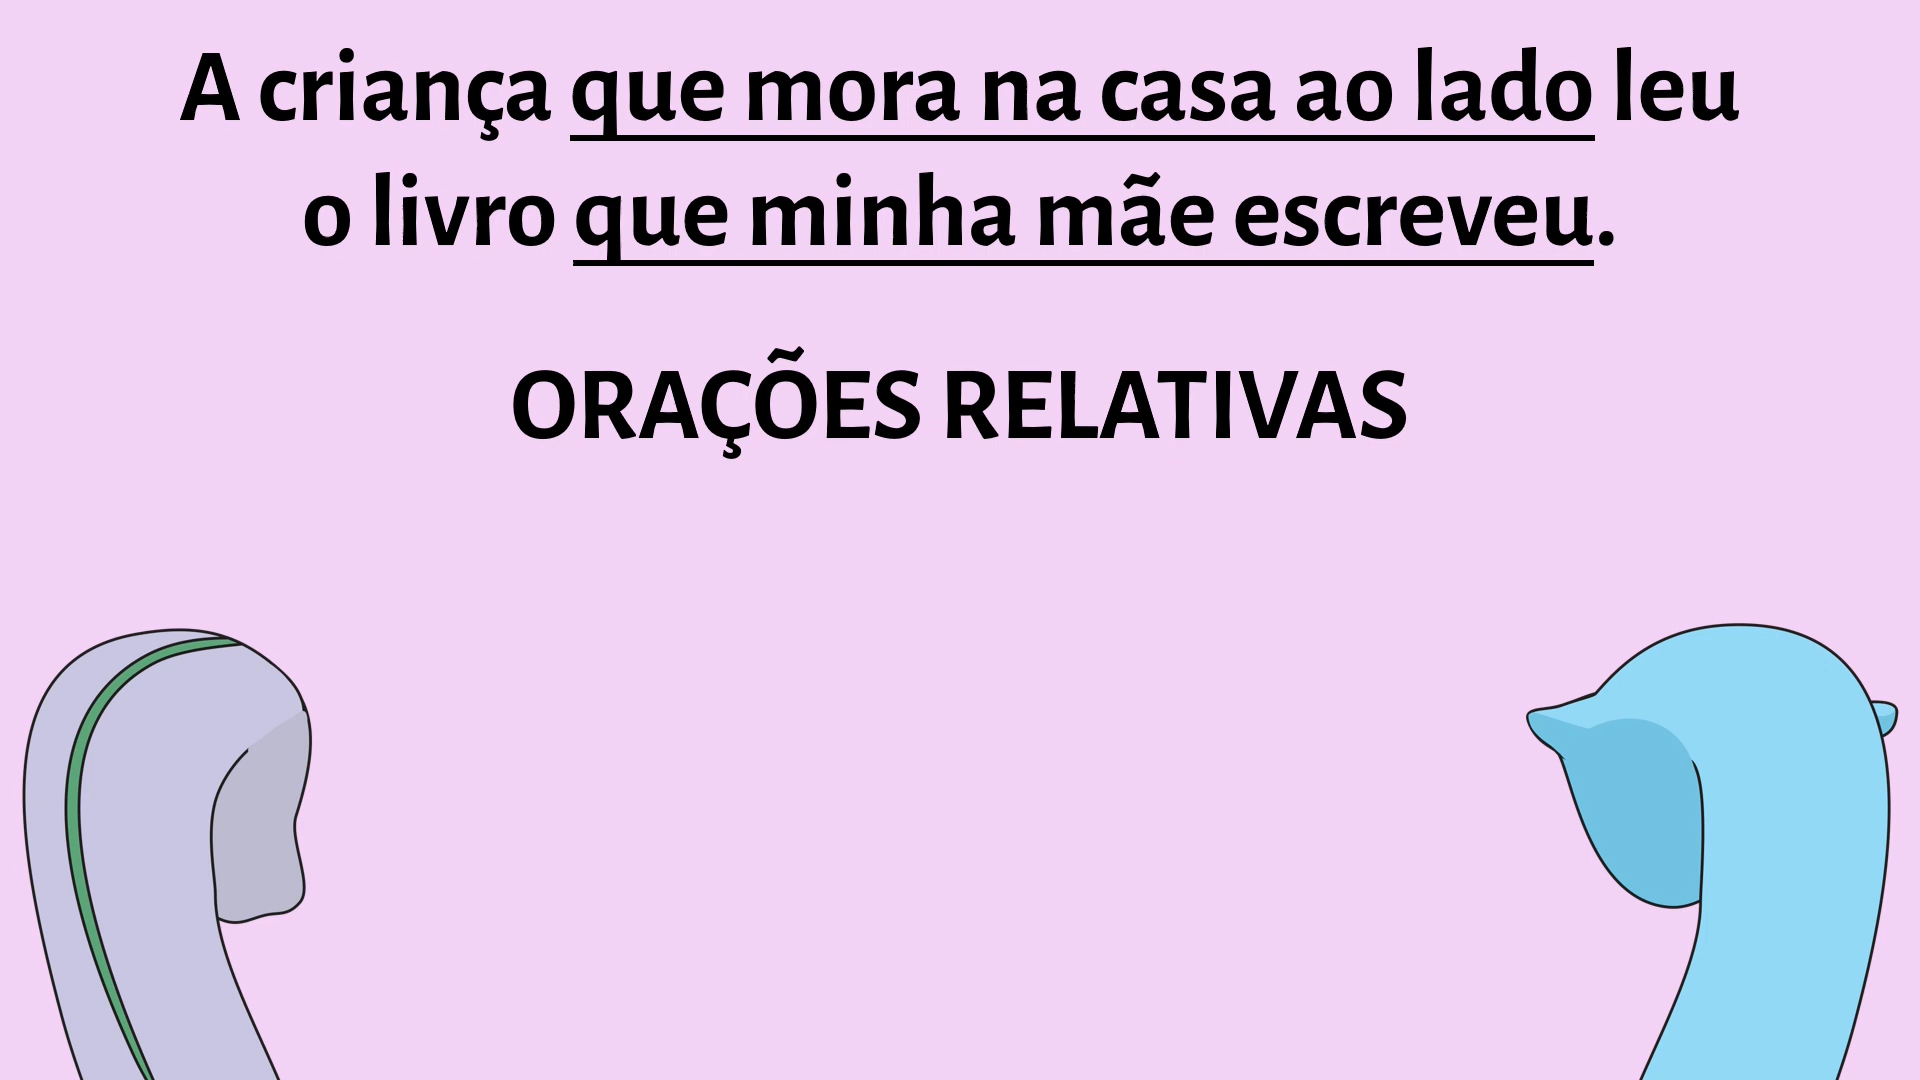 A criança que mora na casa ao lado leu
o livro que minha mãe escreveu.
ORAÇÕES RELATIVAS